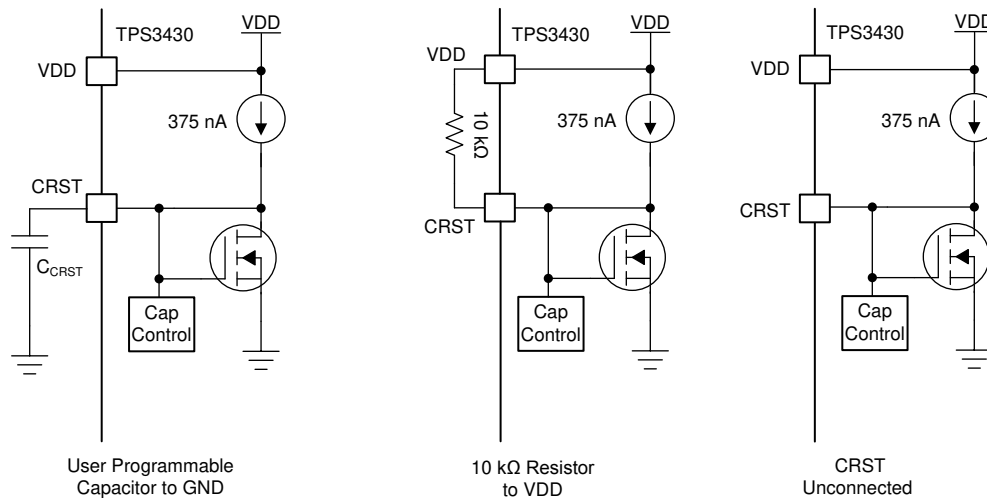 TPS3430
VDD
VDD
375 nA
CRST
C_CRST
Cap
Control
User Programmable
Capacitor to GND
TPS3430
VDD
VDD
10 kΩ
375 nA
CRST
Cap
Control
10 kΩ Resistor
to VDD
TPS3430
VDD
VDD
375 nA
CRST
Cap
Control
CRST
Unconnected